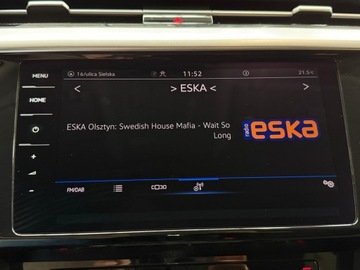 MENU
16/ulica Sielska
11:52
21.5°C
HOME
< > ESKA < >
ESKA Olsztyn: Swedish House Mafia - Wait So
Long
radio eska
+
-
FM/DAB